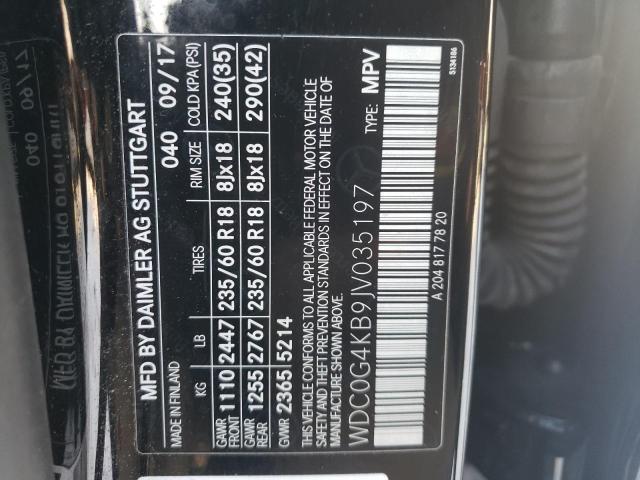 MFD BY DAIMLER AG STUTTGART
MADE IN FINLAND 040 09/17
KG LB TIRES RIM SIZE COLD KPA (PSI)
GAWR FRONT 1110 2447 235/60 R18 8Jx18 240(35)
GAWR REAR 1255 2767 235/60 R18 8Jx18 290(42)
GVWR 2365 5214
THIS VEHICLE CONFORMS TO ALL APPLICABLE FEDERAL MOTOR VEHICLE
SAFETY AND THEFT PREVENTION STANDARDS IN EFFECT ON THE DATE OF
MANUFACTURE SHOWN ABOVE.
WDC0G4KB9JV035197 TYPE: MPV
A 204 817 78 20 5134186